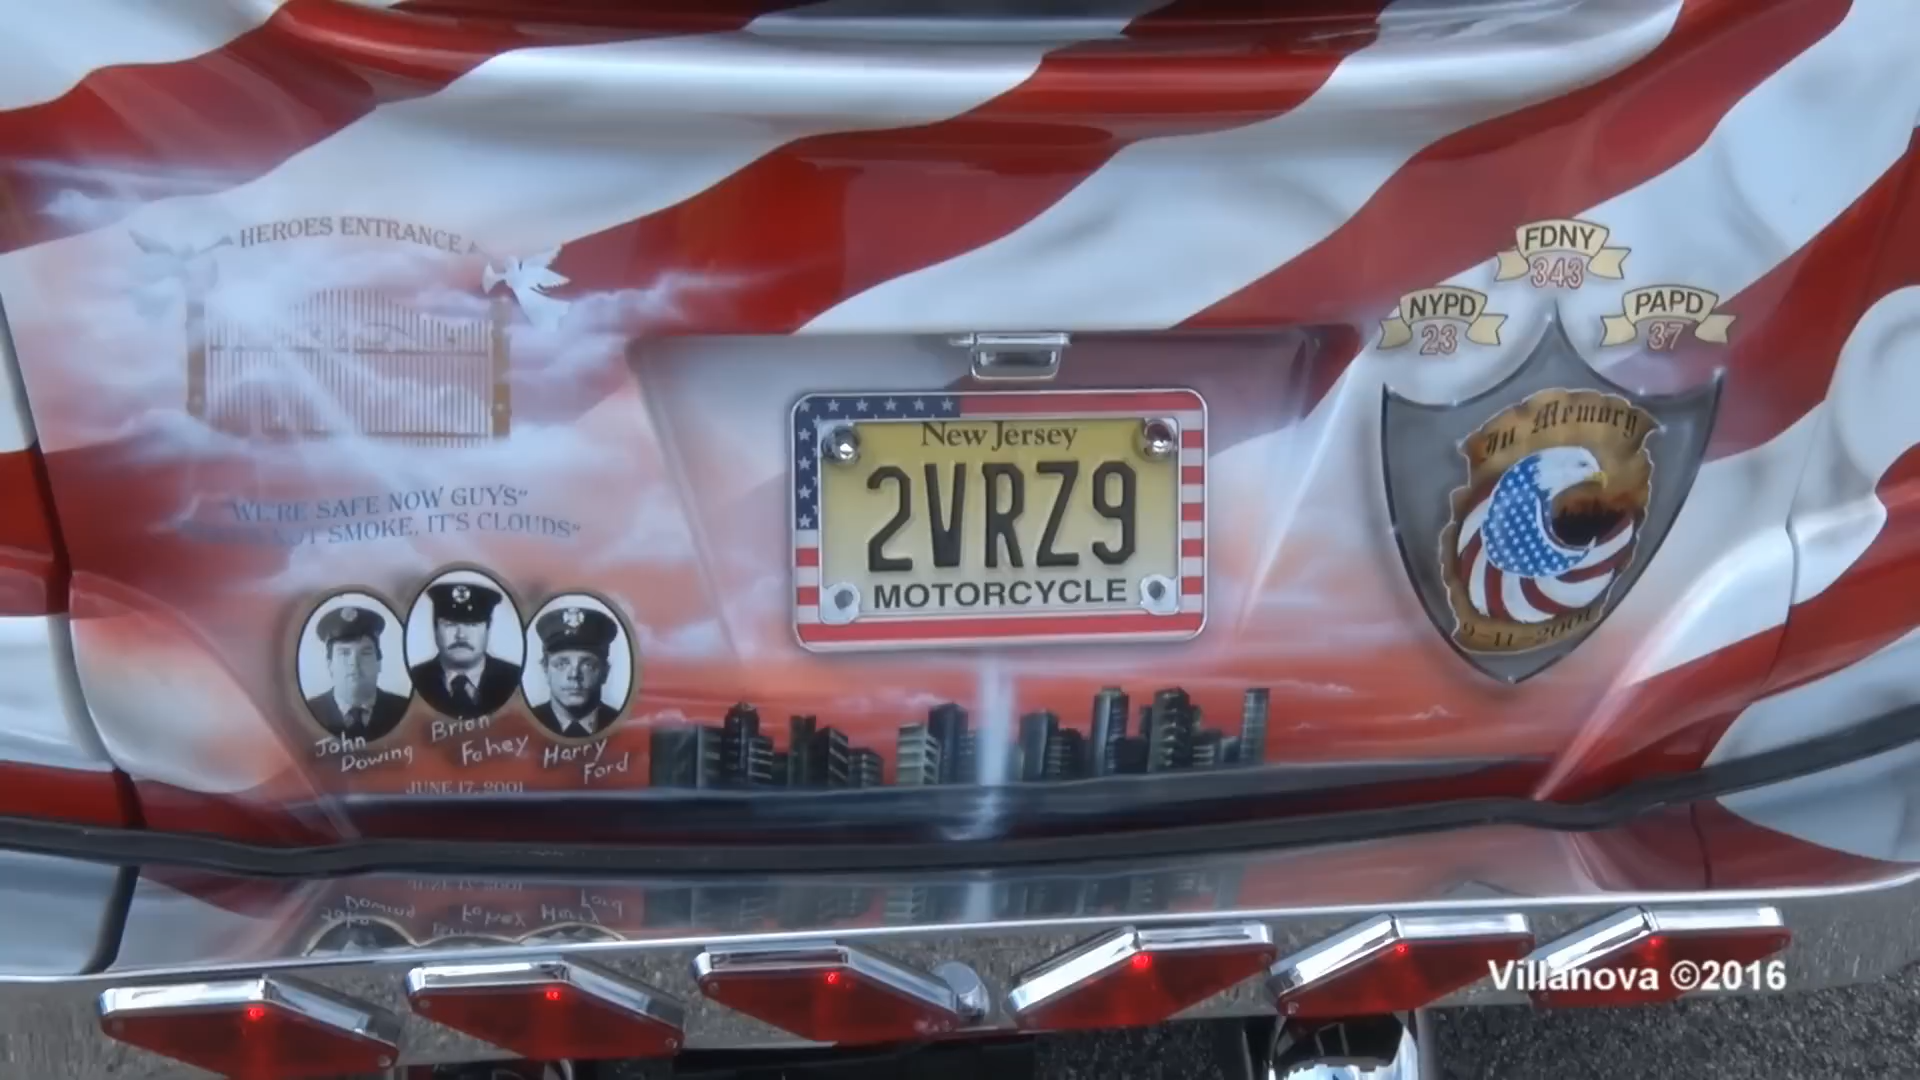 HEROES ENTRANCE
"WE'RE SAFE NOW GUYS"
NOT SMOKE, IT'S CLOUDS"
John
Dowing
Brian
Fahey
Harry
Ford
JUNE 17, 2001
New Jersey
2VRZ9
MOTORCYCLE
FDNY
343
NYPD
23
PAPD
37
In Memory
9-11-2001
Villanova ©2016